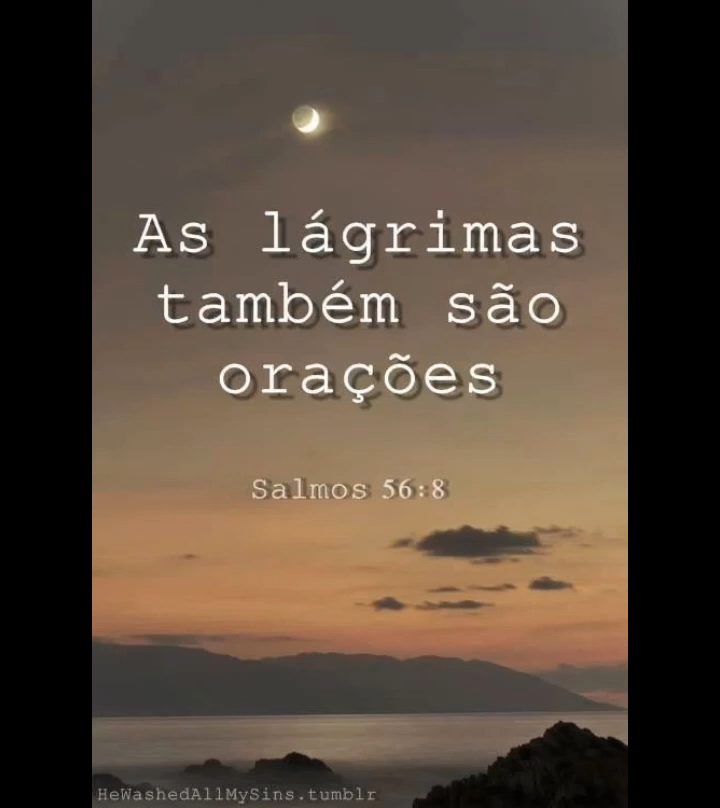 As lágrimas
também são
orações
Salmos 56:8
HeWashedAllMySins.tumblr